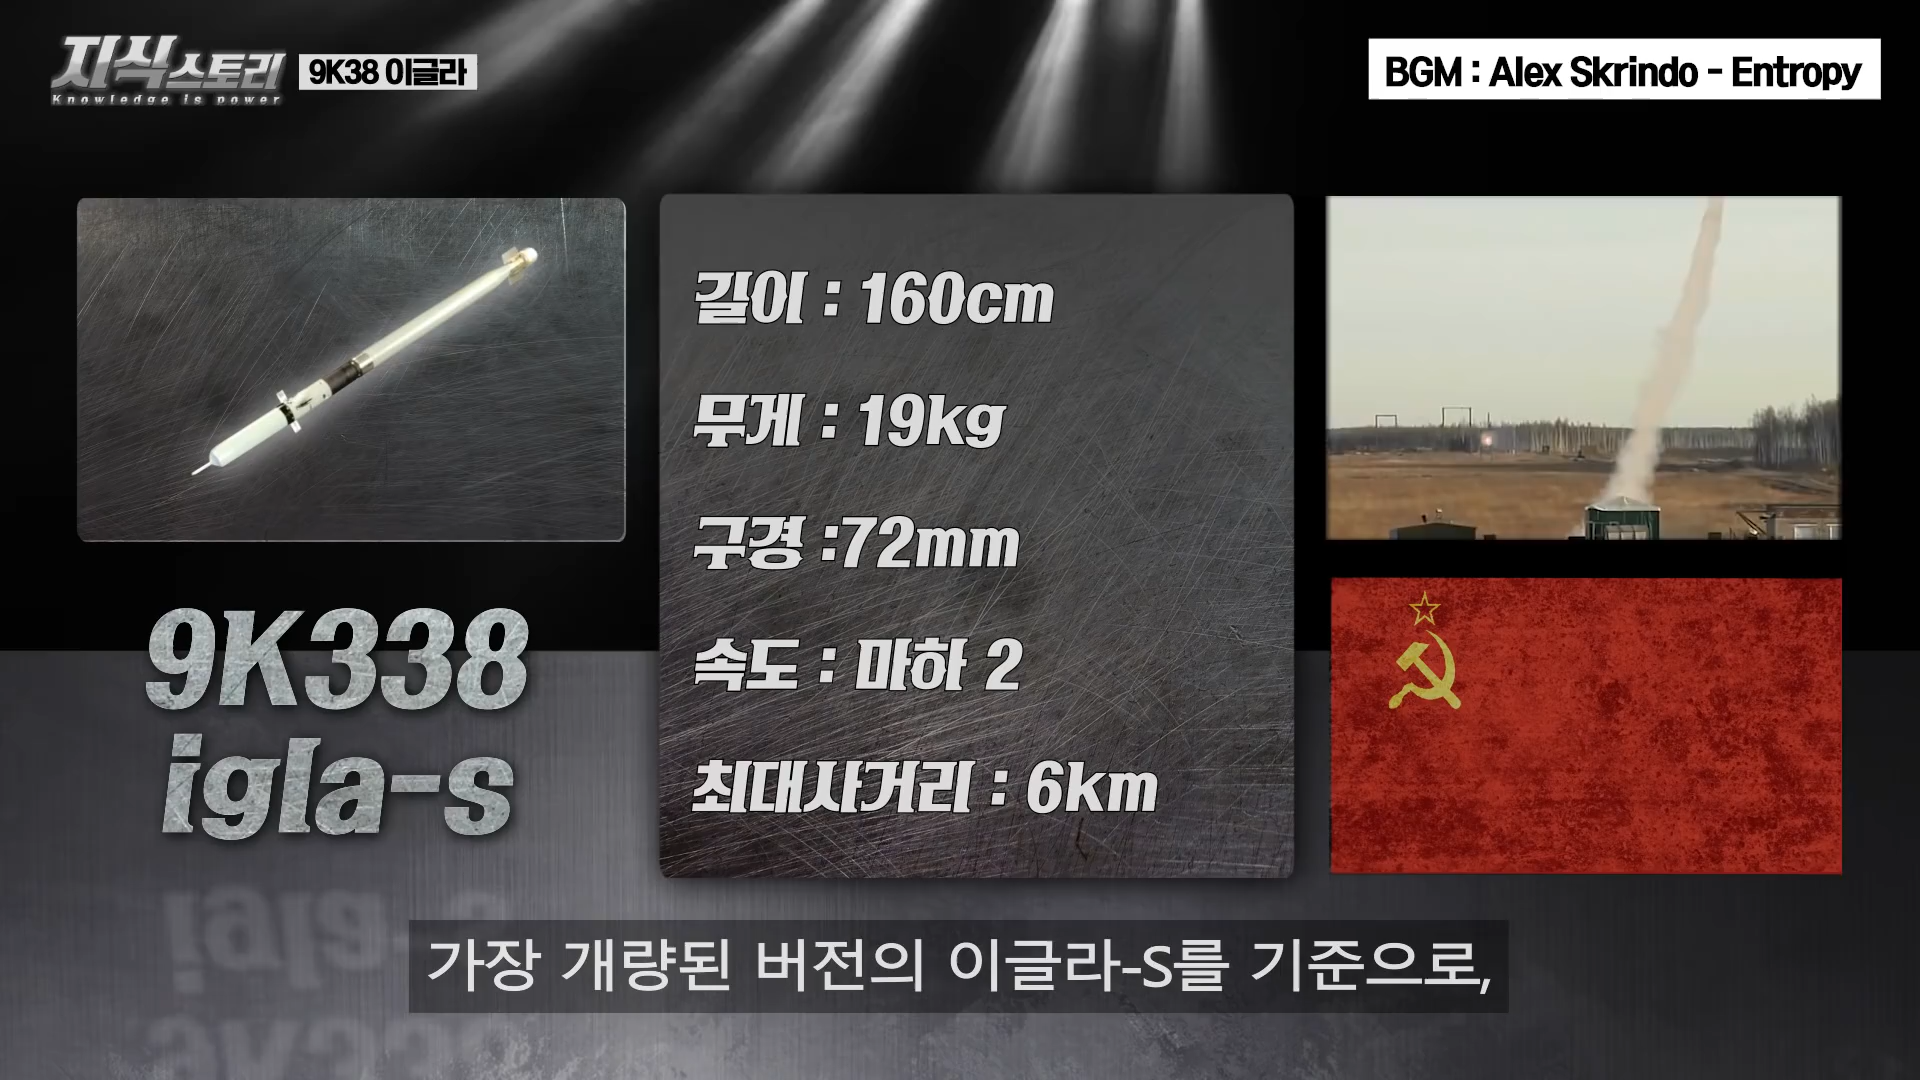 지식스토리
Knowledge is power
9K38 이글라
BGM : Alex Skrindo - Entropy
길이 : 160cm
무게 : 19kg
구경 :72mm
속도 : 마하 2
최대사거리 : 6km
9K338
igla-s
가장 개량된 버전의 이글라-S를 기준으로,